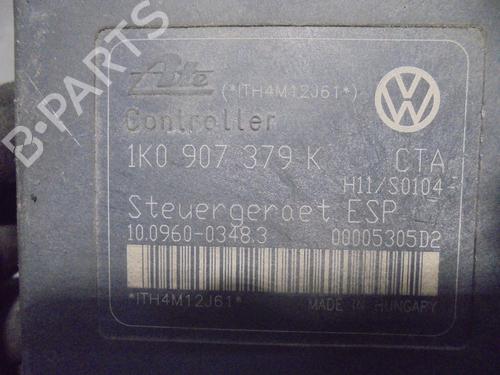 B-PARTS
Ate (*ITH4M12J61*)
Controller
1K0 907 379 K CTA
H11/S0104
Steuergeraet ESP
10.0960-0348.3 00005305D2
*ITH4M12J61* MADE IN HUNGARY